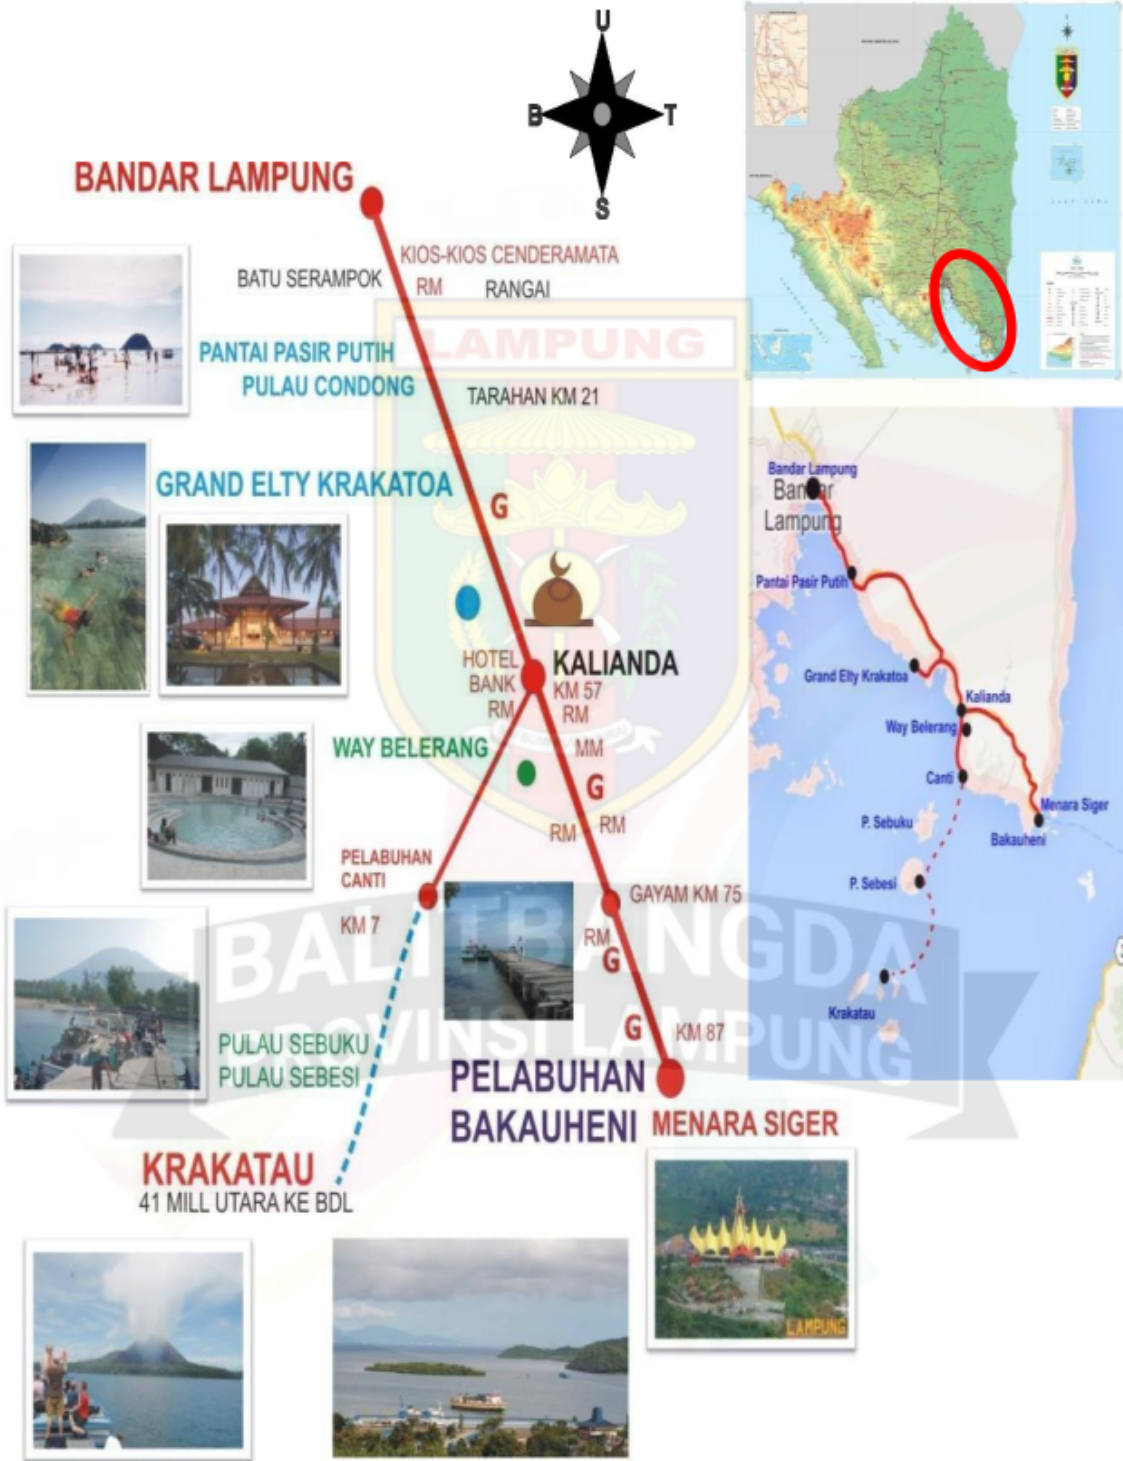 U
B
T
S
BANDAR LAMPUNG
KIOS-KIOS CENDERAMATA
BATU SERAMPOK
RM
RANGAI
LAMPUNG
PANTAI PASIR PUTIH
PULAU CONDONG
TARAHAN KM 21
GRAND ELTY KRAKATOA
G
HOTEL
BANK
RM
KALIANDA
KM 57
RM
WAY BELERANG
MM
G
RM
RM
PELABUHAN
CANTI
KM 7
GAYAM KM 75
RM
G
BALITBANGDA
PROVINSI LAMPUNG
G
KM 87
PULAU SEBUKU
PULAU SEBESI
PELABUHAN
BAKAUHENI
MENARA SIGER
KRAKATAU
41 MILL UTARA KE BDL
LAMPUNG
Bandar Lampung
Bandar
Lampung
Pantai Pasir Putih
Grand Elty Krakatoa
Kalianda
Way Belerang
Canti
Menara Siger
P. Sebuku
Bakauheni
P. Sebesi
Krakatau